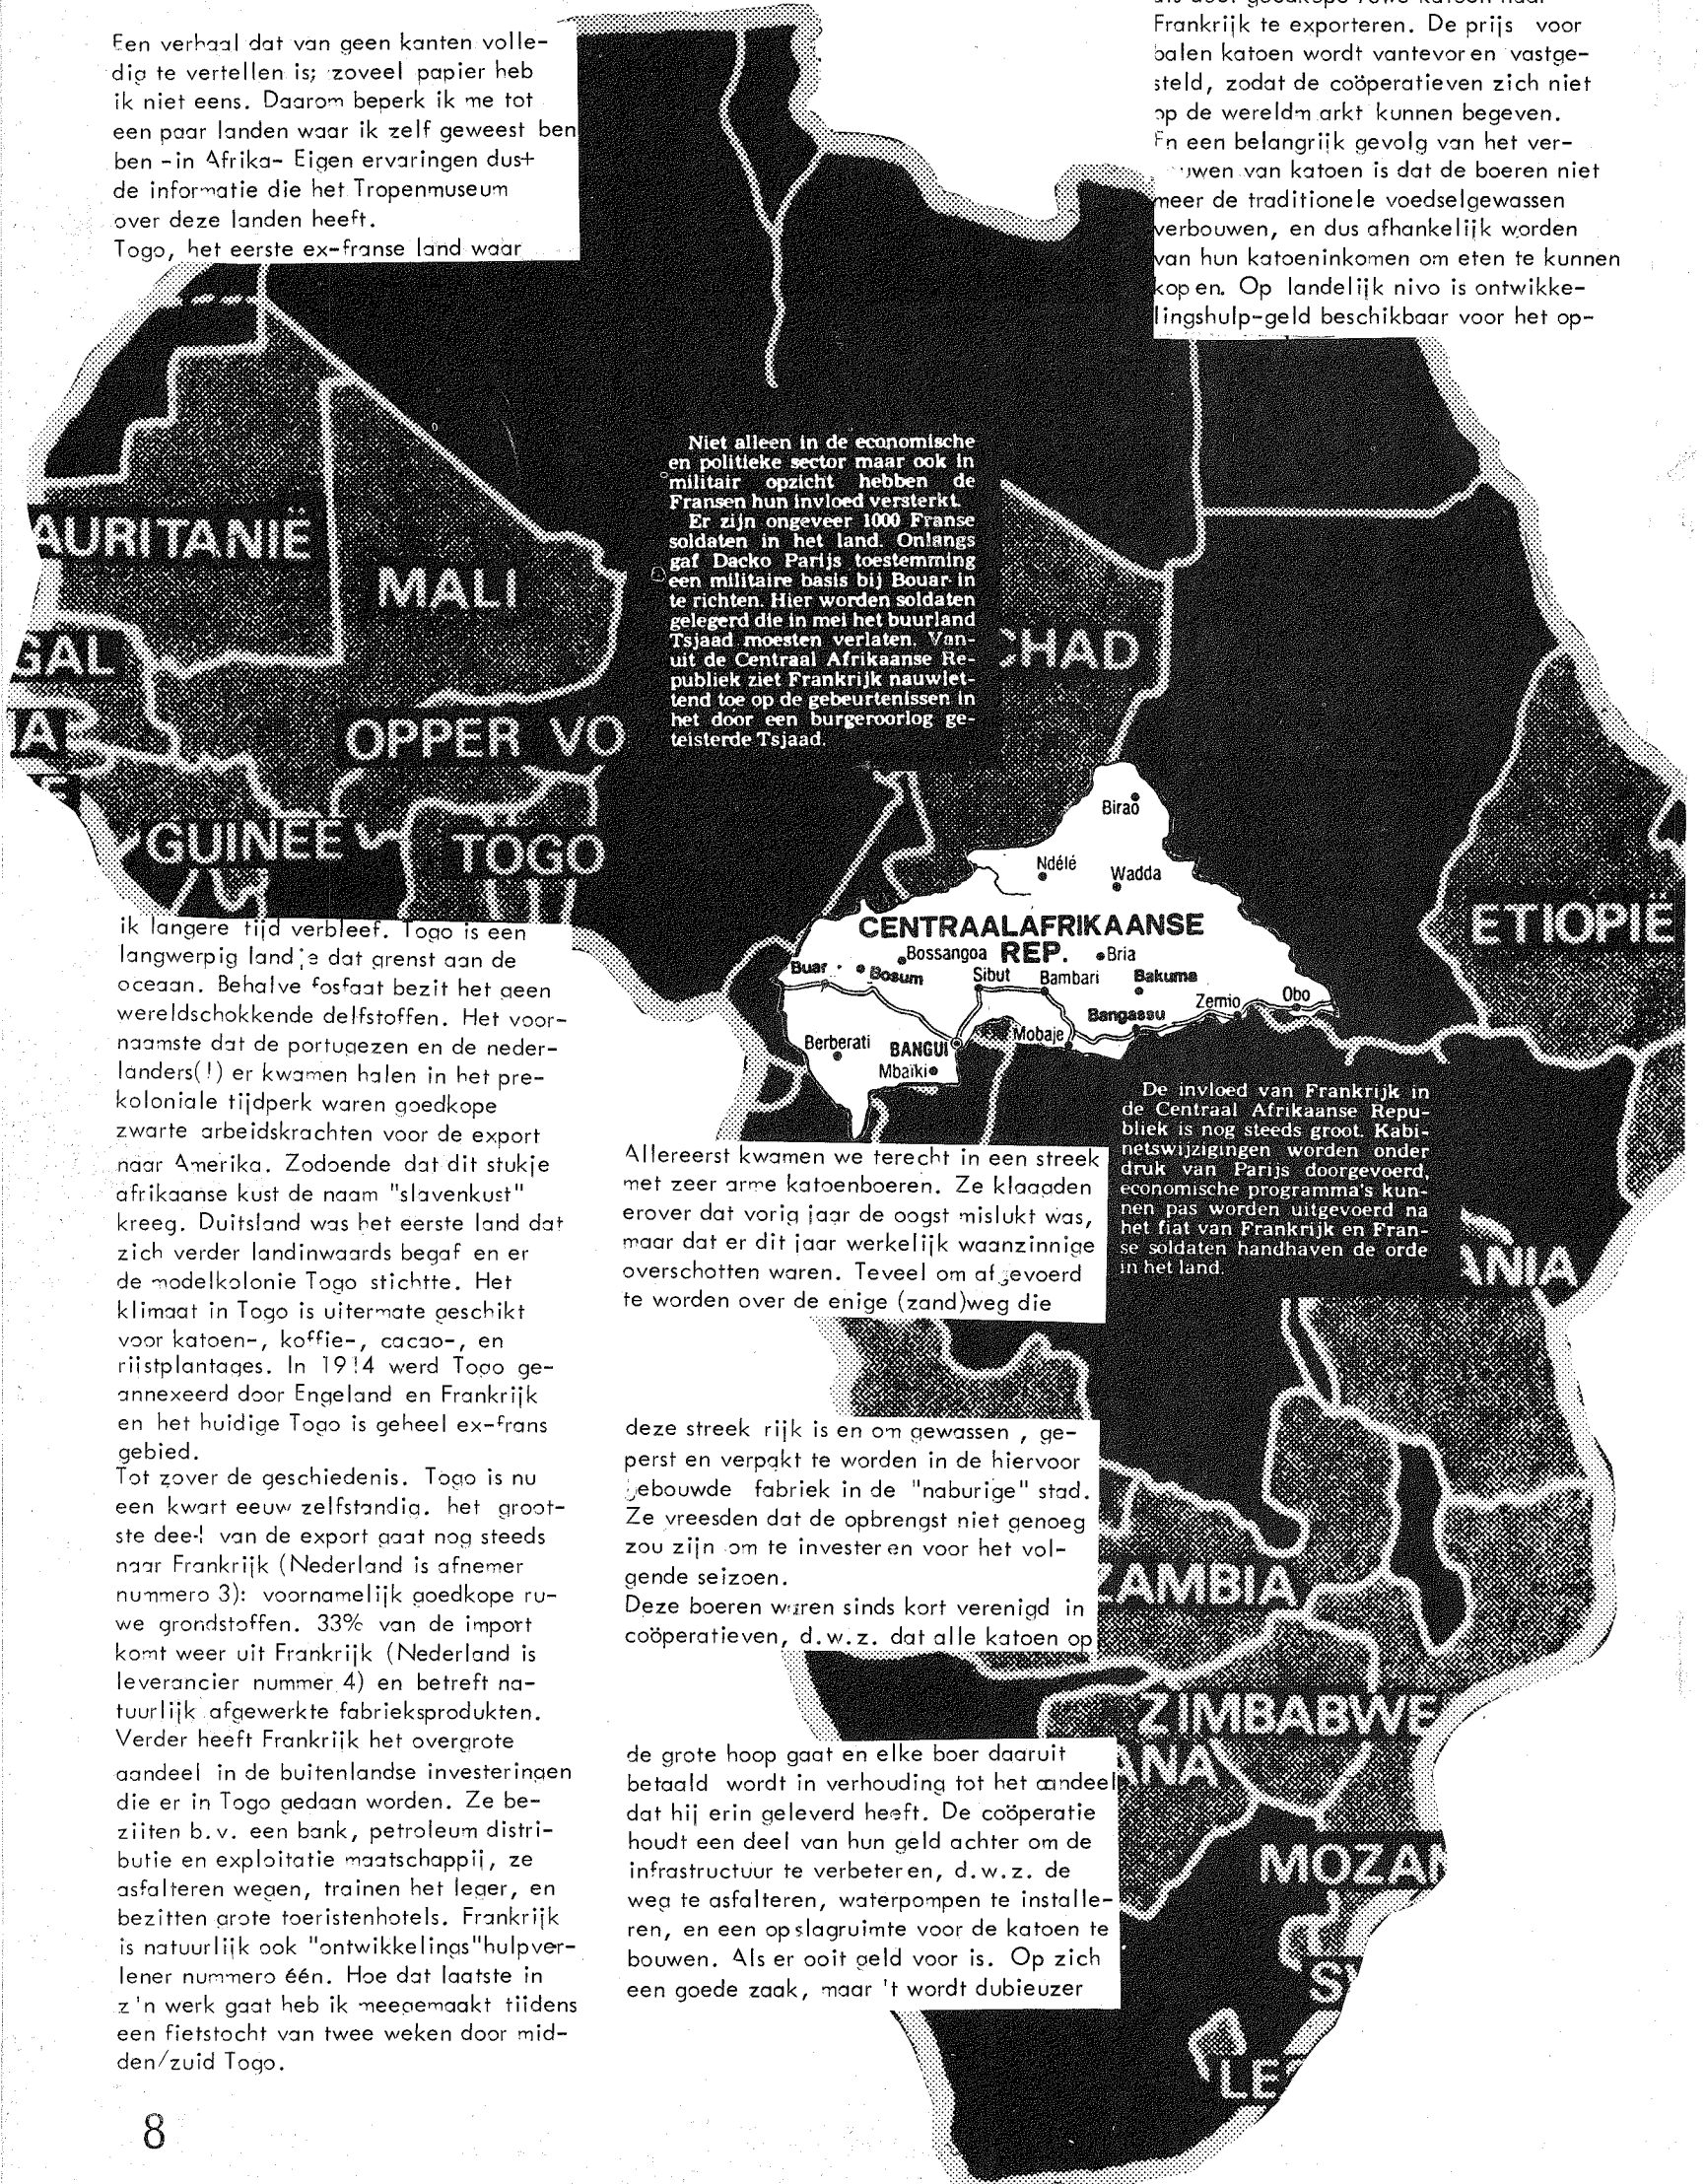 Een verhaal dat van geen kanten volle-
dig te vertellen is; zoveel papier heb
ik niet eens. Daarom beperk ik me tot
een paar landen waar ik zelf geweest ben
ben -in Afrika- Eigen ervaringen dus+
de informatie die het Tropenmuseum
over deze landen heeft.
Togo, het eerste ex-franse land waar
ik langere tijd verbleef. Togo is een
langwerpig landje dat grenst aan de
oceaan. Behalve fosfaat bezit het geen
wereldschokkende delfstoffen. Het voor-
naamste dat de portugezen en de neder-
landers(!) er kwamen halen in het pre-
koloniale tijdperk waren goedkope
zwarte arbeidskrachten voor de export
naar Amerika. Zodoende dat dit stukje
afrikaanse kust de naam "slavenkust"
kreeg. Duitsland was het eerste land dat
zich verder landinwaards begaf en er
de modelkolonie Togo stichtte. Het
klimaat in Togo is uitermate geschikt
voor katoen-, koffie-, cacao-, en
rijstplantages. In 1914 werd Togo ge-
annexeerd door Engeland en Frankrijk
en het huidige Togo is geheel ex-frans
gebied.
Tot zover de geschiedenis. Togo is nu
een kwart eeuw zelfstandig. het groot-
ste deel van de export gaat nog steeds
naar Frankrijk (Nederland is afnemer
nummero 3): voornamelijk goedkope ru-
we grondstoffen. 33% van de import
komt weer uit Frankrijk (Nederland is
leverancier nummer 4) en betreft na-
tuurlijk afgewerkte fabrieksprodukten.
Verder heeft Frankrijk het overgrote
aandeel in de buitenlandse investeringen
die er in Togo gedaan worden. Ze be-
zijten b.v. een bank, petroleum distri-
butie en exploitatie maatschappij, ze
asfalteren wegen, trainen het leger, en
bezitten grote toeristenhotels. Frankrijk
is natuurlijk ook "ontwikkelings"hulpver-
lener nummero één. Hoe dat laatste in
z'n werk gaat heb ik meegemaakt tijdens
een fietstocht van twee weken door mid-
den/zuid Togo.
8
Allereerst kwamen we terecht in een streek
met zeer arme katoenboeren. Ze klaagden
erover dat vorig jaar de oogst mislukt was,
maar dat er dit jaar werkelijk waanzinnige
overschotten waren. Teveel om afgevoerd
te worden over de enige (zand)weg die
deze streek rijk is en om gewassen , ge-
perst en verpakt te worden in de hiervoor
gebouwde fabriek in de "naburige" stad.
Ze vreesden dat de opbrengst niet genoeg
zou zijn om te investeren voor het vol-
gende seizoen.
Deze boeren waren sinds kort verenigd in
coöperatieven, d.w.z. dat alle katoen op
de grote hoop gaat en elke boer daaruit
betaald wordt in verhouding tot het aandeel
dat hij erin geleverd heeft. De coöperatie
houdt een deel van hun geld achter om de
infrastructuur te verbeteren, d.w.z. de
weg te asfalteren, waterpompen te installe-
ren, en een opslagruimte voor de katoen te
bouwen. Als er ooit geld voor is. Op zich
een goede zaak, maar 't wordt dubieuzer
Frankrijk te exporteren. De prijs voor
balen katoen wordt vantevoren vastge-
steld, zodat de coöperatieven zich niet
op de wereldmarkt kunnen begeven.
En een belangrijk gevolg van het ver-
uwen van katoen is dat de boeren niet
meer de traditionele voedselgewassen
verbouwen, en dus afhankelijk worden
van hun katoeninkomen om eten te kunnen
kopen. Op landelijk nivo is ontwikke-
lingshulp-geld beschikbaar voor het op-
Niet alleen in de economische
en politieke sector maar ook in
militair opzicht hebben de
Fransen hun invloed versterkt.
Er zijn ongeveer 1000 Franse
soldaten in het land. Onlangs
gaf Dacko Parijs toestemming
een militaire basis bij Bouar in
te richten. Hier worden soldaten
gelegerd die in mei het buurland
Tsjaad moesten verlaten. Van-
uit de Centraal Afrikaanse Re-
publiek ziet Frankrijk nauwlet-
tend toe op de gebeurtenissen in
het door een burgeroorlog ge-
teisterde Tsjaad.
De invloed van Frankrijk in
de Centraal Afrikaanse Repu-
bliek is nog steeds groot. Kabi-
netswijzigingen worden onder
druk van Parijs doorgevoerd,
economische programma's kun-
nen pas worden uitgevoerd na
het fiat van Frankrijk en Fran-
se soldaten handhaven de orde
in het land.
AURITANIË
MALI
GAL
A
E
OPPER VO
GUINEE
TOGO
CHAD
ETIOPIË
Birao
Ndélé
Wadda
CENTRAALAFRIKAANSE
REP.
Bossangoa
Bria
Buar
Bosum
Sibut
Bambari
Bakuma
Zemio
Obo
Bangassu
Mobaje
Berberati
BANGUI
Mbaiki
ANIA
ZAMBIA
ZIMBABWE
ANA
MOZAM
SW
LES